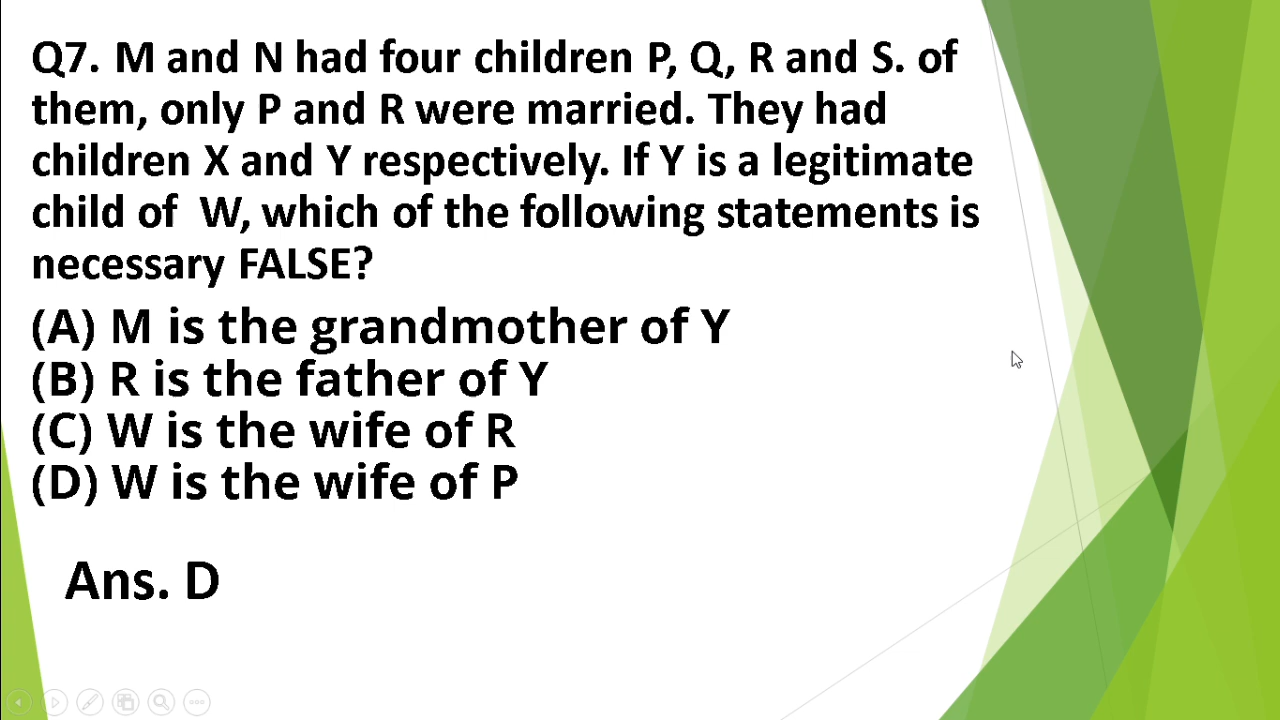 Q7. M and N had four children P, Q, R and S. of
them, only P and R were married. They had
children X and Y respectively. If Y is a legitimate
child of W, which of the following statements is
necessary FALSE?
(A) M is the grandmother of Y
(B) R is the father of Y
(C) W is the wife of R
(D) W is the wife of P
Ans. D